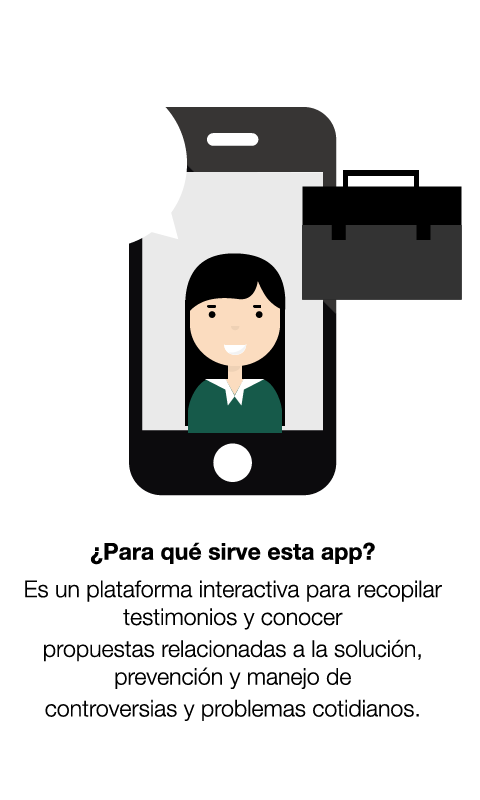 ¿Para qué sirve esta app?
Es un plataforma interactiva para recopilar
testimonios y conocer
propuestas relacionadas a la solución,
prevención y manejo de
controversias y problemas cotidianos.